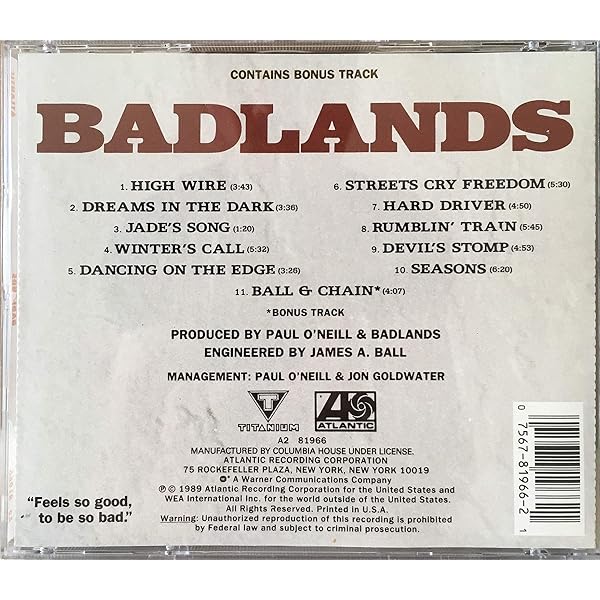 CONTAINS BONUS TRACK
BADLANDS
1. HIGH WIRE (3:43)
2. DREAMS IN THE DARK (3:36)
3. JADE'S SONG (1:20)
4. WINTER'S CALL (5:32)
5. DANCING ON THE EDGE (3:26)
6. STREETS CRY FREEDOM (5:30)
7. HARD DRIVER (4:50)
8. RUMBLIN' TRAIN (5:45)
9. DEVIL'S STOMP (4:53)
10. SEASONS (6:20)
11. BALL & CHAIN* (4:07)
*BONUS TRACK
PRODUCED BY PAUL O'NEILL & BADLANDS
ENGINEERED BY JAMES A. BALL
MANAGEMENT: PAUL O'NEILL & JON GOLDWATER
TITANIUM
ATLANTIC
A2 81966
MANUFACTURED BY COLUMBIA HOUSE UNDER LICENSE.
ATLANTIC RECORDING CORPORATION
75 ROCKEFELLER PLAZA, NEW YORK, NEW YORK 10019
* A Warner Communications Company
℗ © 1989 Atlantic Recording Corporation for the United States and
WEA International Inc. for the world outside of the United States.
All Rights Reserved. Printed in U.S.A.
Warning: Unauthorized reproduction of this recording is prohibited
by Federal law and subject to criminal prosecution.
"Feels so good,
to be so bad."
0 7567-81966-2 1